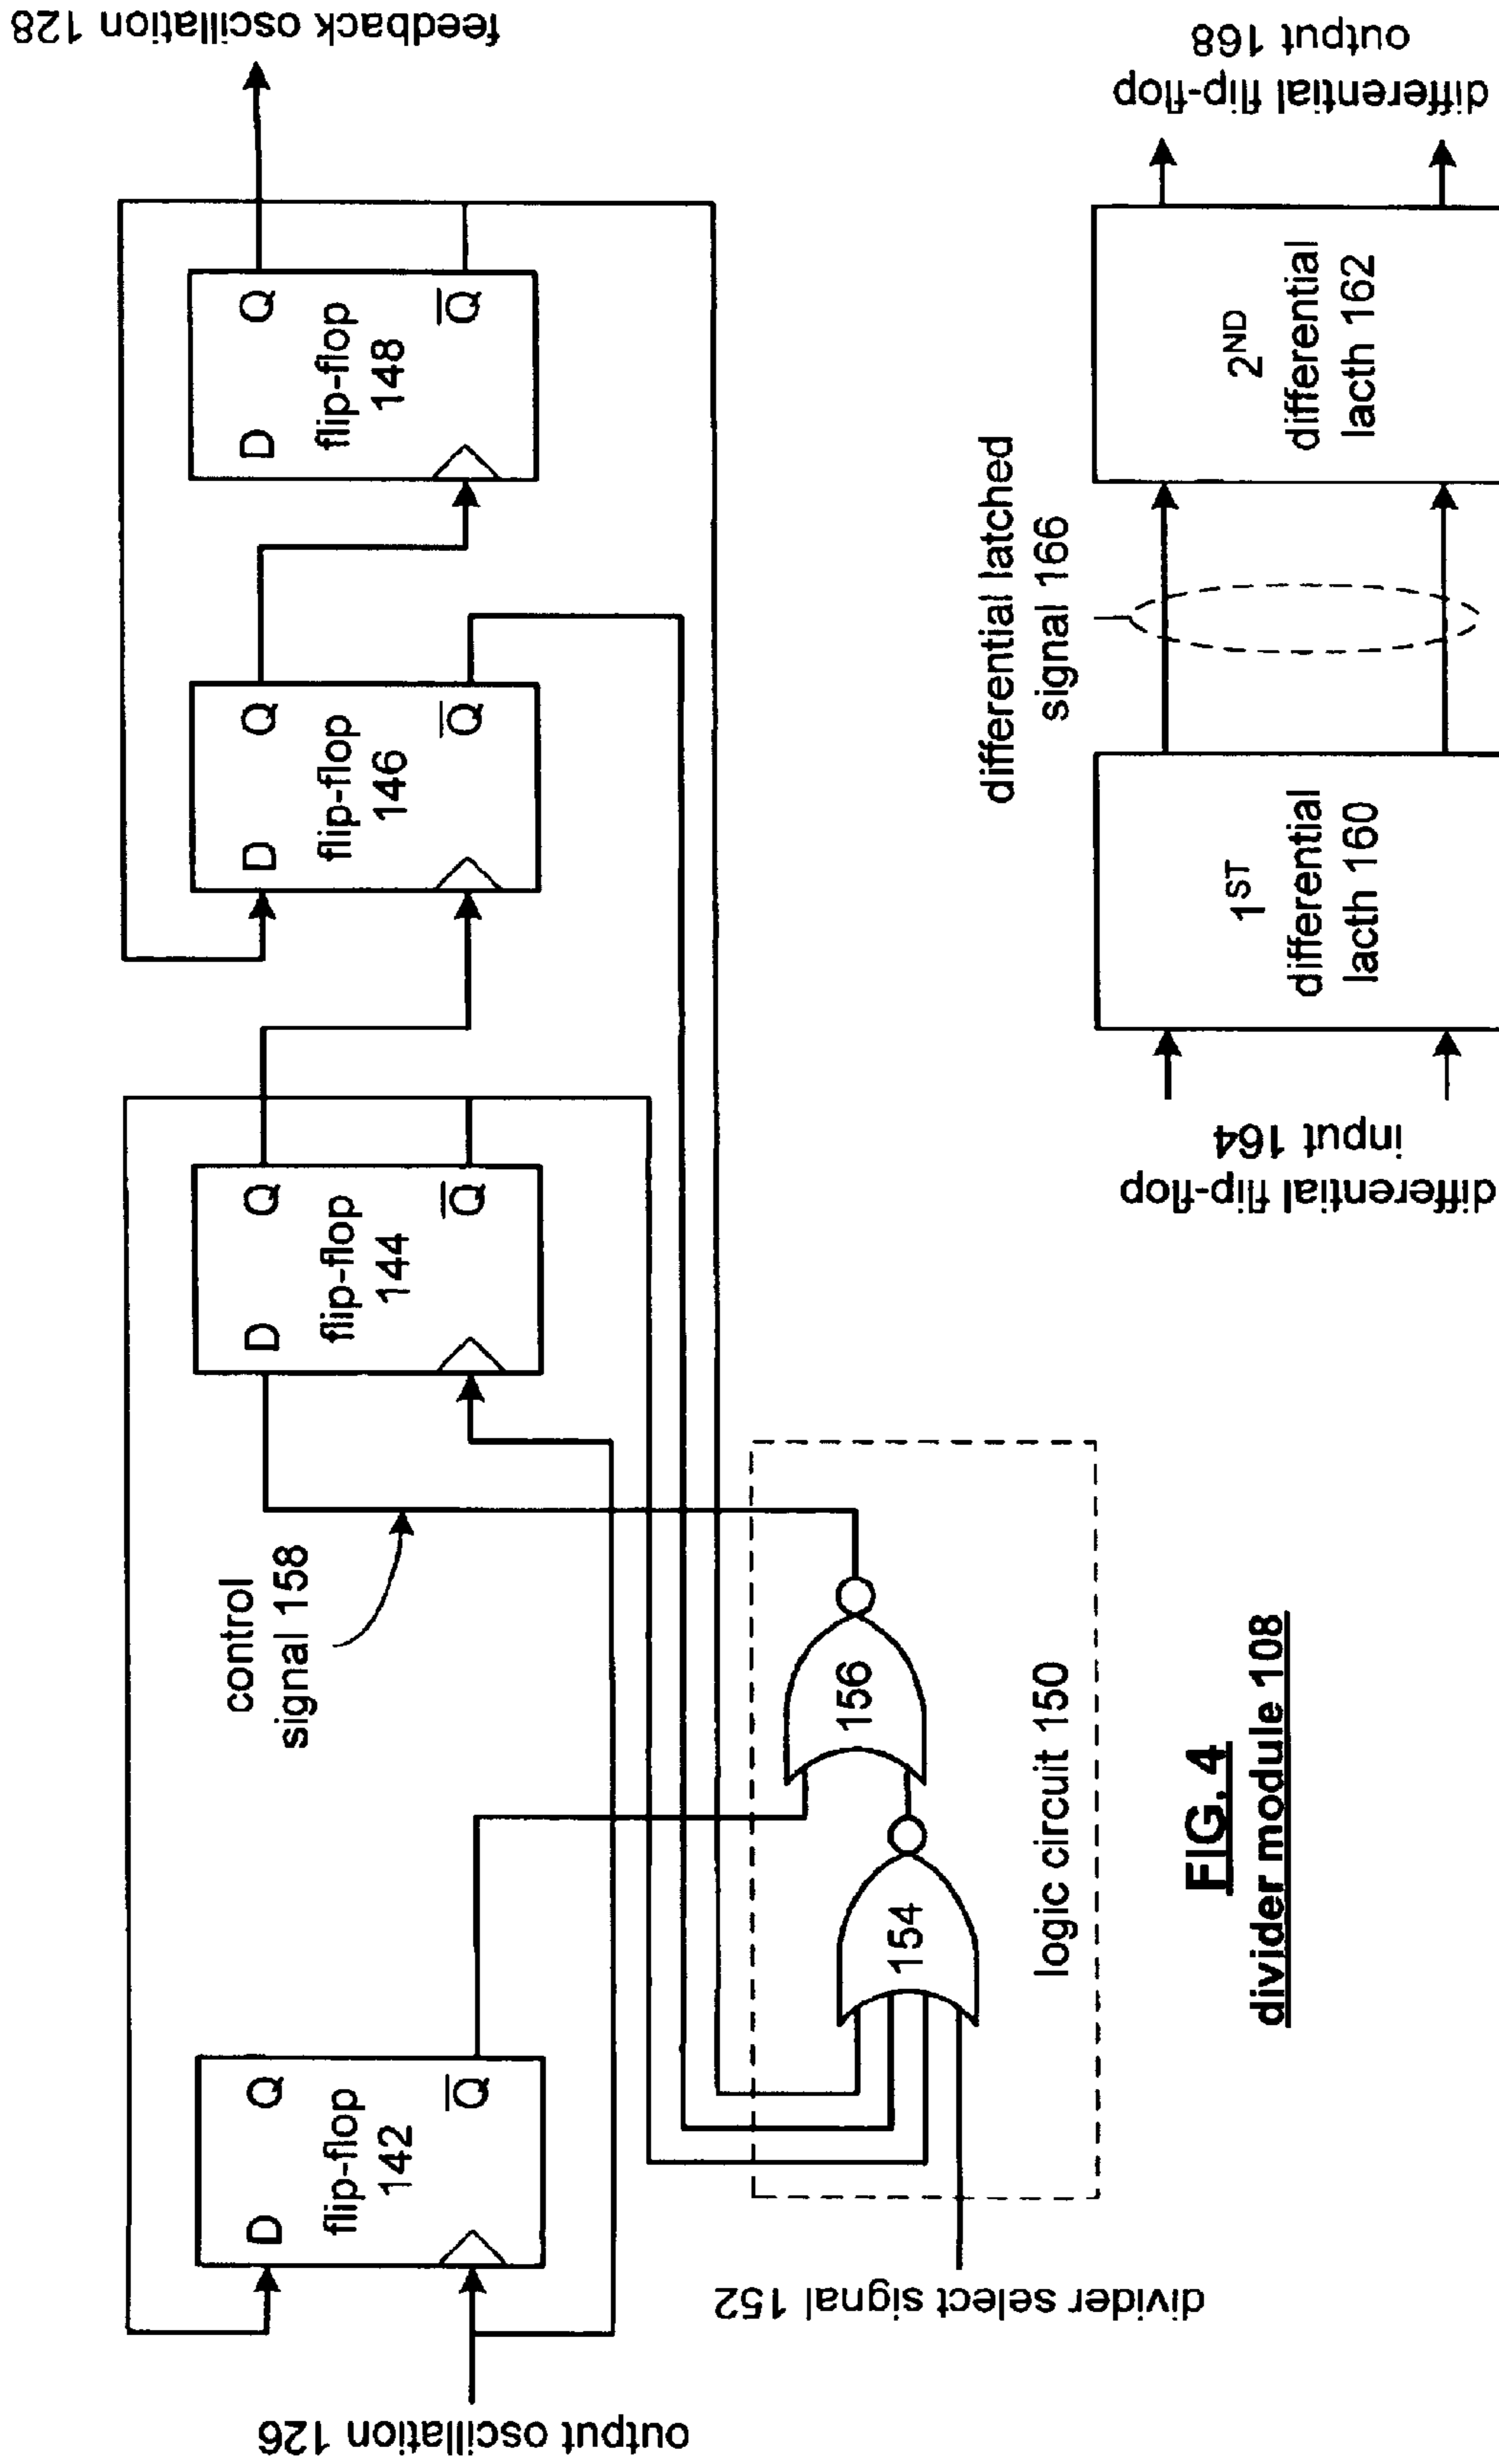 output oscillation 126
D
Q
flip-flop
142
Q
control
signal 158
D
Q
flip-flop
144
Q
D
Q
flip-flop
146
Q
D
Q
flip-flop
148
Q
feedback oscillation 128
divider select signal 152
154
156
logic circuit 150
FIG. 4
divider module 108
differential flip-flop
input 164
1ST
differential
lacth 160
differential latched
signal 166
2ND
differential
lacth 162
differential flip-flop
output 168